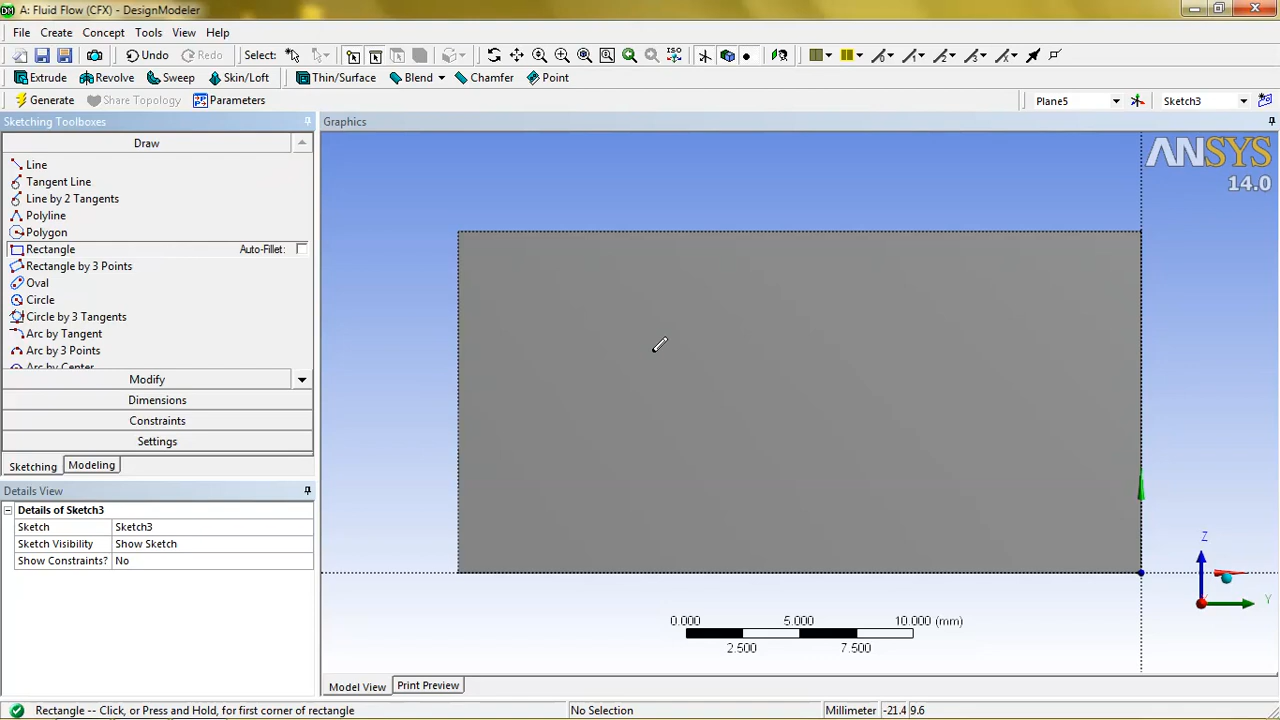 A: Fluid Flow (CFX) - DesignModeler
File Create Concept Tools View Help
Undo Redo Select:
Extrude Revolve Sweep Skin/Loft Thin/Surface Blend Chamfer Point
Generate Share Topology Parameters Plane5 Sketch3
Sketching Toolboxes
Draw
Line
Tangent Line
Line by 2 Tangents
Polyline
Polygon
Rectangle Auto-Fillet:
Rectangle by 3 Points
Oval
Circle
Circle by 3 Tangents
Arc by Tangent
Arc by 3 Points
Arc by Center
Modify
Dimensions
Constraints
Settings
Sketching Modeling
Details View
Details of Sketch3
Sketch Sketch3
Sketch Visibility Show Sketch
Show Constraints? No
Graphics
ANSYS
14.0
0.000 5.000 10.000 (mm)
2.500 7.500
Z
Y
Model View Print Preview
Rectangle -- Click, or Press and Hold, for first corner of rectangle No Selection Millimeter -21.4 9.6